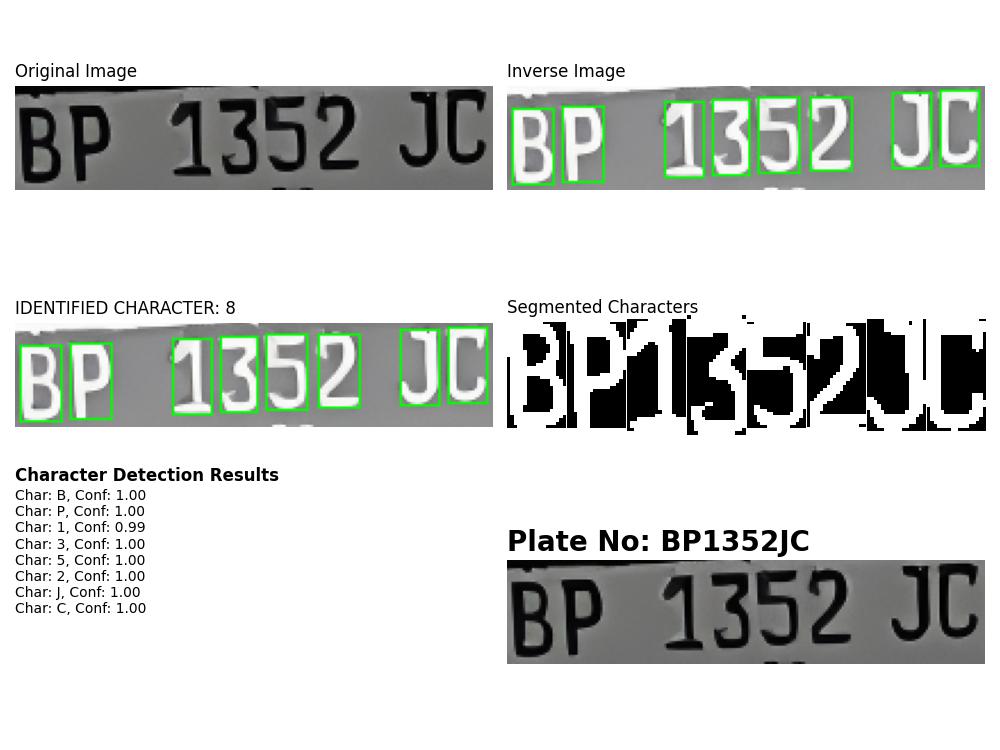 Original Image
BP 1352 JC
Inverse Image
BP 1352 JC
IDENTIFIED CHARACTER: 8
BP 1352 JC
Segmented Characters
BP1352JC
Character Detection Results
Char: B, Conf: 1.00
Char: P, Conf: 1.00
Char: 1, Conf: 0.99
Char: 3, Conf: 1.00
Char: 5, Conf: 1.00
Char: 2, Conf: 1.00
Char: J, Conf: 1.00
Char: C, Conf: 1.00
Plate No: BP1352JC
BP 1352 JC